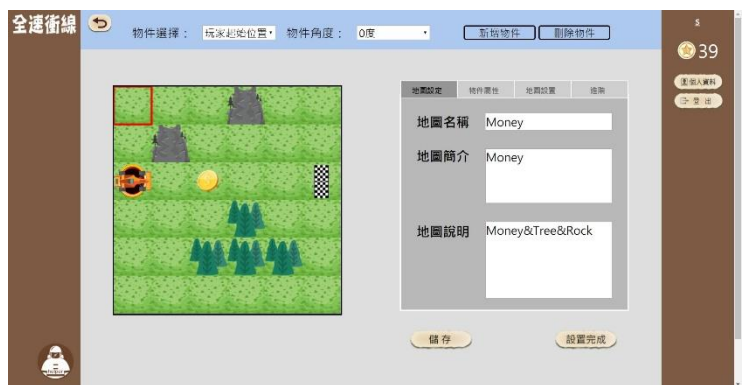 全速衝線
物件選擇： 玩家起始位置 物件角度： 0度 新增物件 刪除物件
s
39
個人資料
登出
地圖設定 物件屬性 地圖設置 進階
地圖名稱 Money
地圖簡介 Money
地圖說明 Money&Tree&Rock
儲存 設置完成